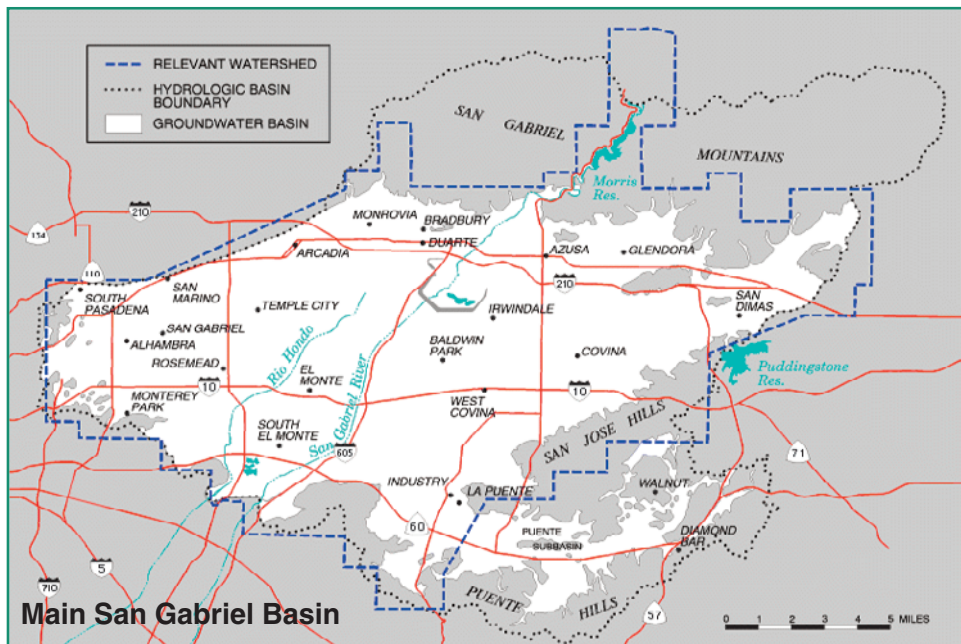 RELEVANT WATERSHED
HYDROLOGIC BASIN
BOUNDARY
GROUNDWATER BASIN
SAN GABRIEL
MOUNTAINS
Morris
Res.
210
134
MONROVIA
BRADBURY
DUARTE
ARCADIA
AZUSA
GLENDORA
110
SOUTH
PASADENA
SAN
MARINO
210
TEMPLE CITY
SAN
DIMAS
IRWINDALE
SAN GABRIEL
ALHAMBRA
ROSEMEAD
Rio Hondo
BALDWIN
PARK
COVINA
Puddingstone
Res.
10
EL
MONTE
San Gabriel River
WEST
COVINA
10
MONTEREY
PARK
SOUTH
EL MONTE
605
SAN JOSE HILLS
71
INDUSTRY
LA PUENTE
WALNUT
60
PUENTE
SUBBASIN
DIAMOND
BAR
5
710
PUENTE HILLS
57
Main San Gabriel Basin
0 1 2 3 4 5 MILES